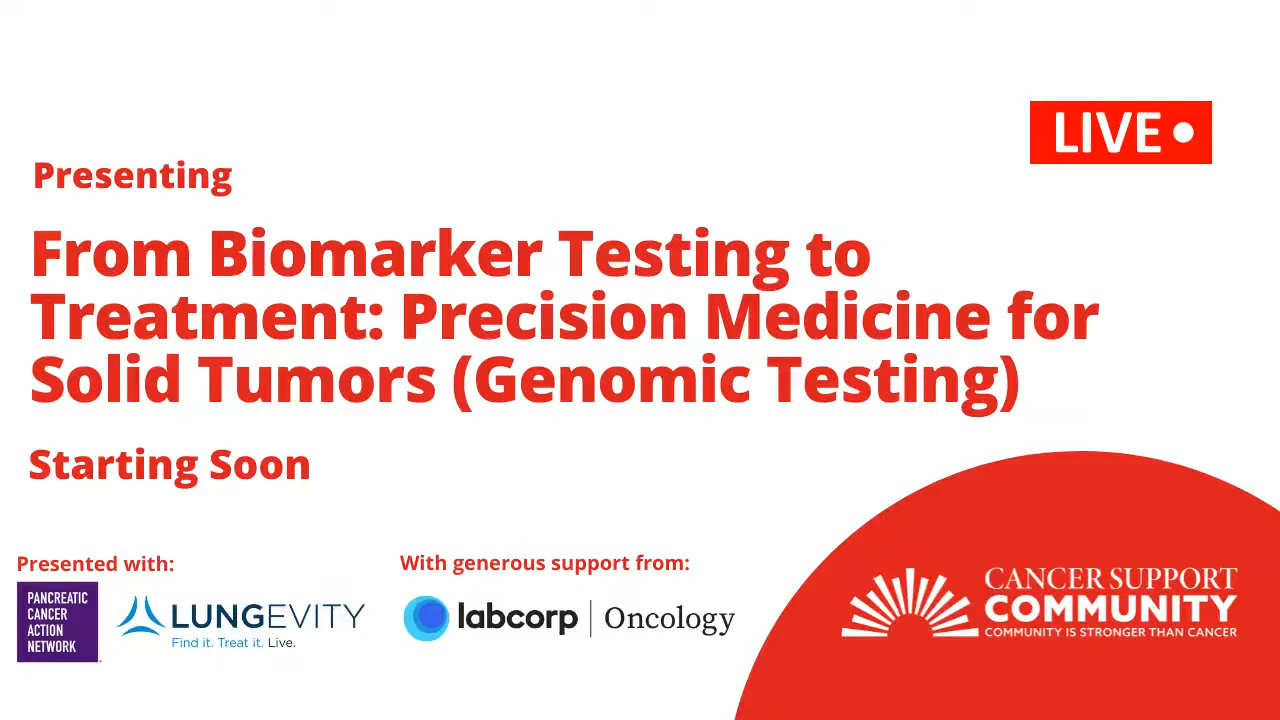 LIVE
Presenting
From Biomarker Testing to
Treatment: Precision Medicine for
Solid Tumors (Genomic Testing)
Starting Soon
Presented with:
PANCREATIC
CANCER
ACTION
NETWORK
LUNGEVITY
Find it. Treat it. Live.
With generous support from:
labcorp | Oncology
CANCER SUPPORT
COMMUNITY
COMMUNITY IS STRONGER THAN CANCER